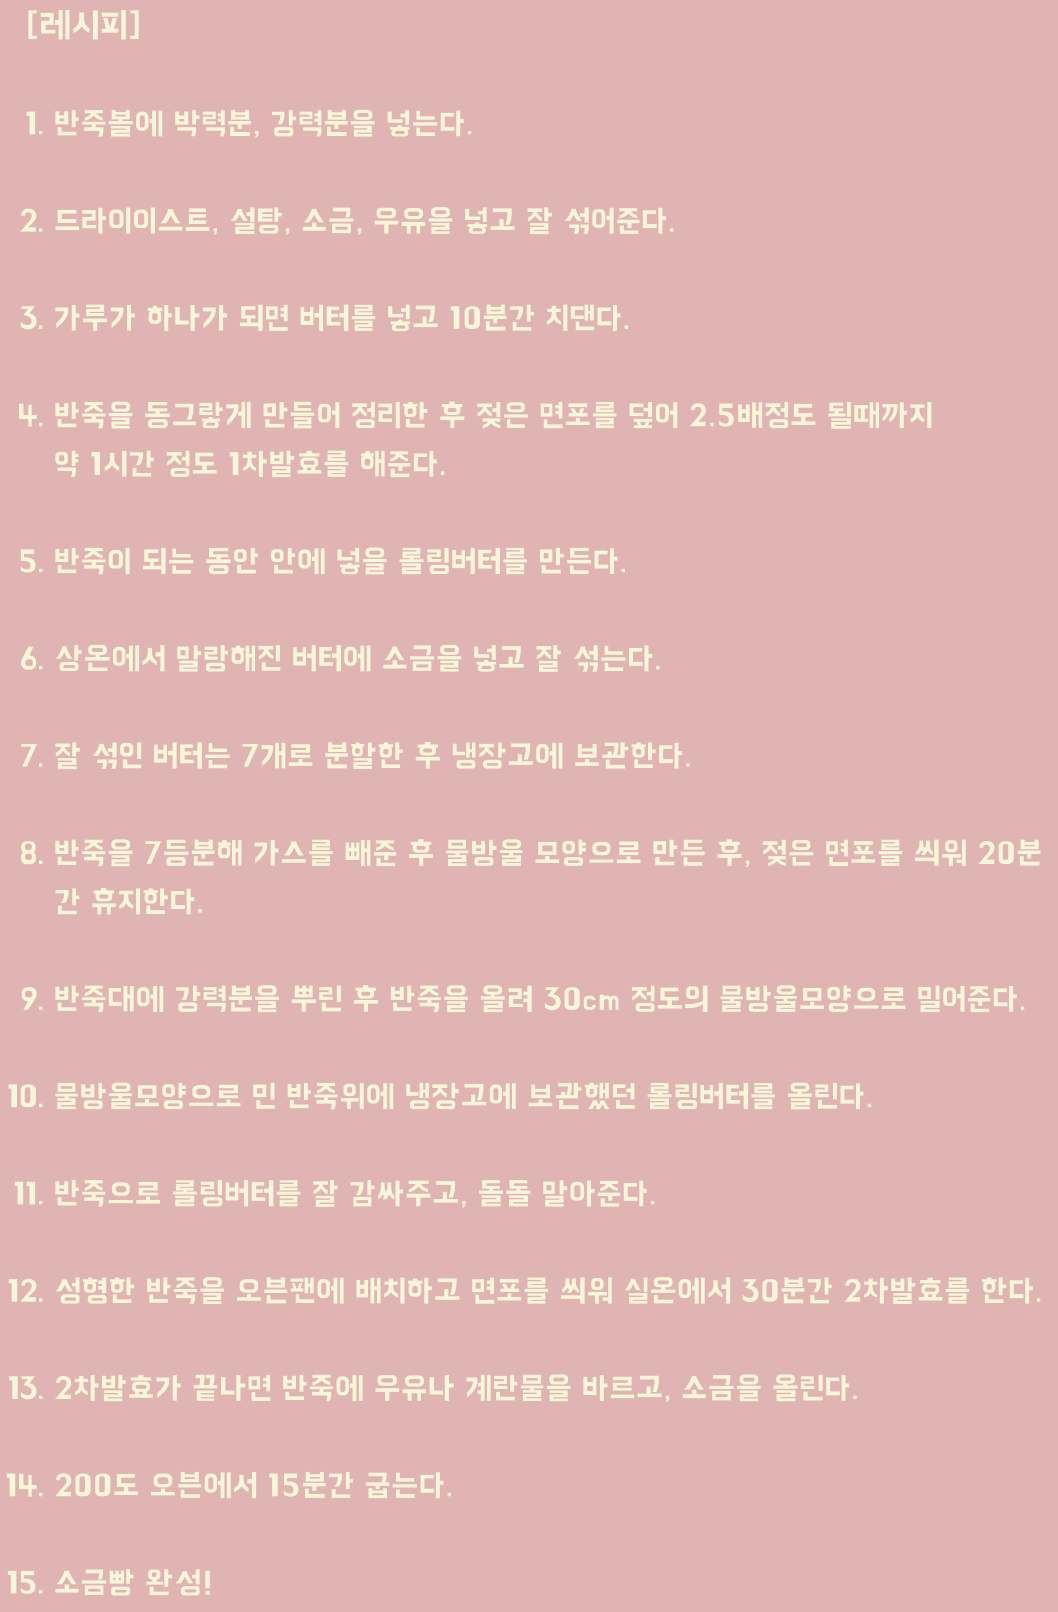 [레시피]
1. 반죽볼에 박력분, 강력분을 넣는다.
2. 드라이이스트, 설탕, 소금, 우유을 넣고 잘 섞어준다.
3. 가루가 하나가 되면 버터를 넣고 10분간 치댄다.
4. 반죽을 동그랗게 만들어 정리한 후 젖은 면포를 덮어 2.5배정도 될때까지
약 1시간 정도 1차발효를 해준다.
5. 반죽이 되는 동안 안에 넣을 롤링버터를 만든다.
6. 상온에서 말랑해진 버터에 소금을 넣고 잘 섞는다.
7. 잘 섞인 버터는 7개로 분할한 후 냉장고에 보관한다.
8. 반죽을 7등분해 가스를 빼준 후 물방울 모양으로 만든 후, 젖은 면포를 씌워 20분
간 휴지한다.
9. 반죽대에 강력분을 뿌린 후 반죽을 올려 30cm 정도의 물방울모양으로 밀어준다.
10. 물방울모양으로 민 반죽위에 냉장고에 보관했던 롤링버터를 올린다.
11. 반죽으로 롤링버터를 잘 감싸주고, 돌돌 말아준다.
12. 성형한 반죽을 오븐팬에 배치하고 면포를 씌워 실온에서 30분간 2차발효를 한다.
13. 2차발효가 끝나면 반죽에 우유나 계란물을 바르고, 소금을 올린다.
14. 200도 오븐에서 15분간 굽는다.
15. 소금빵 완성!